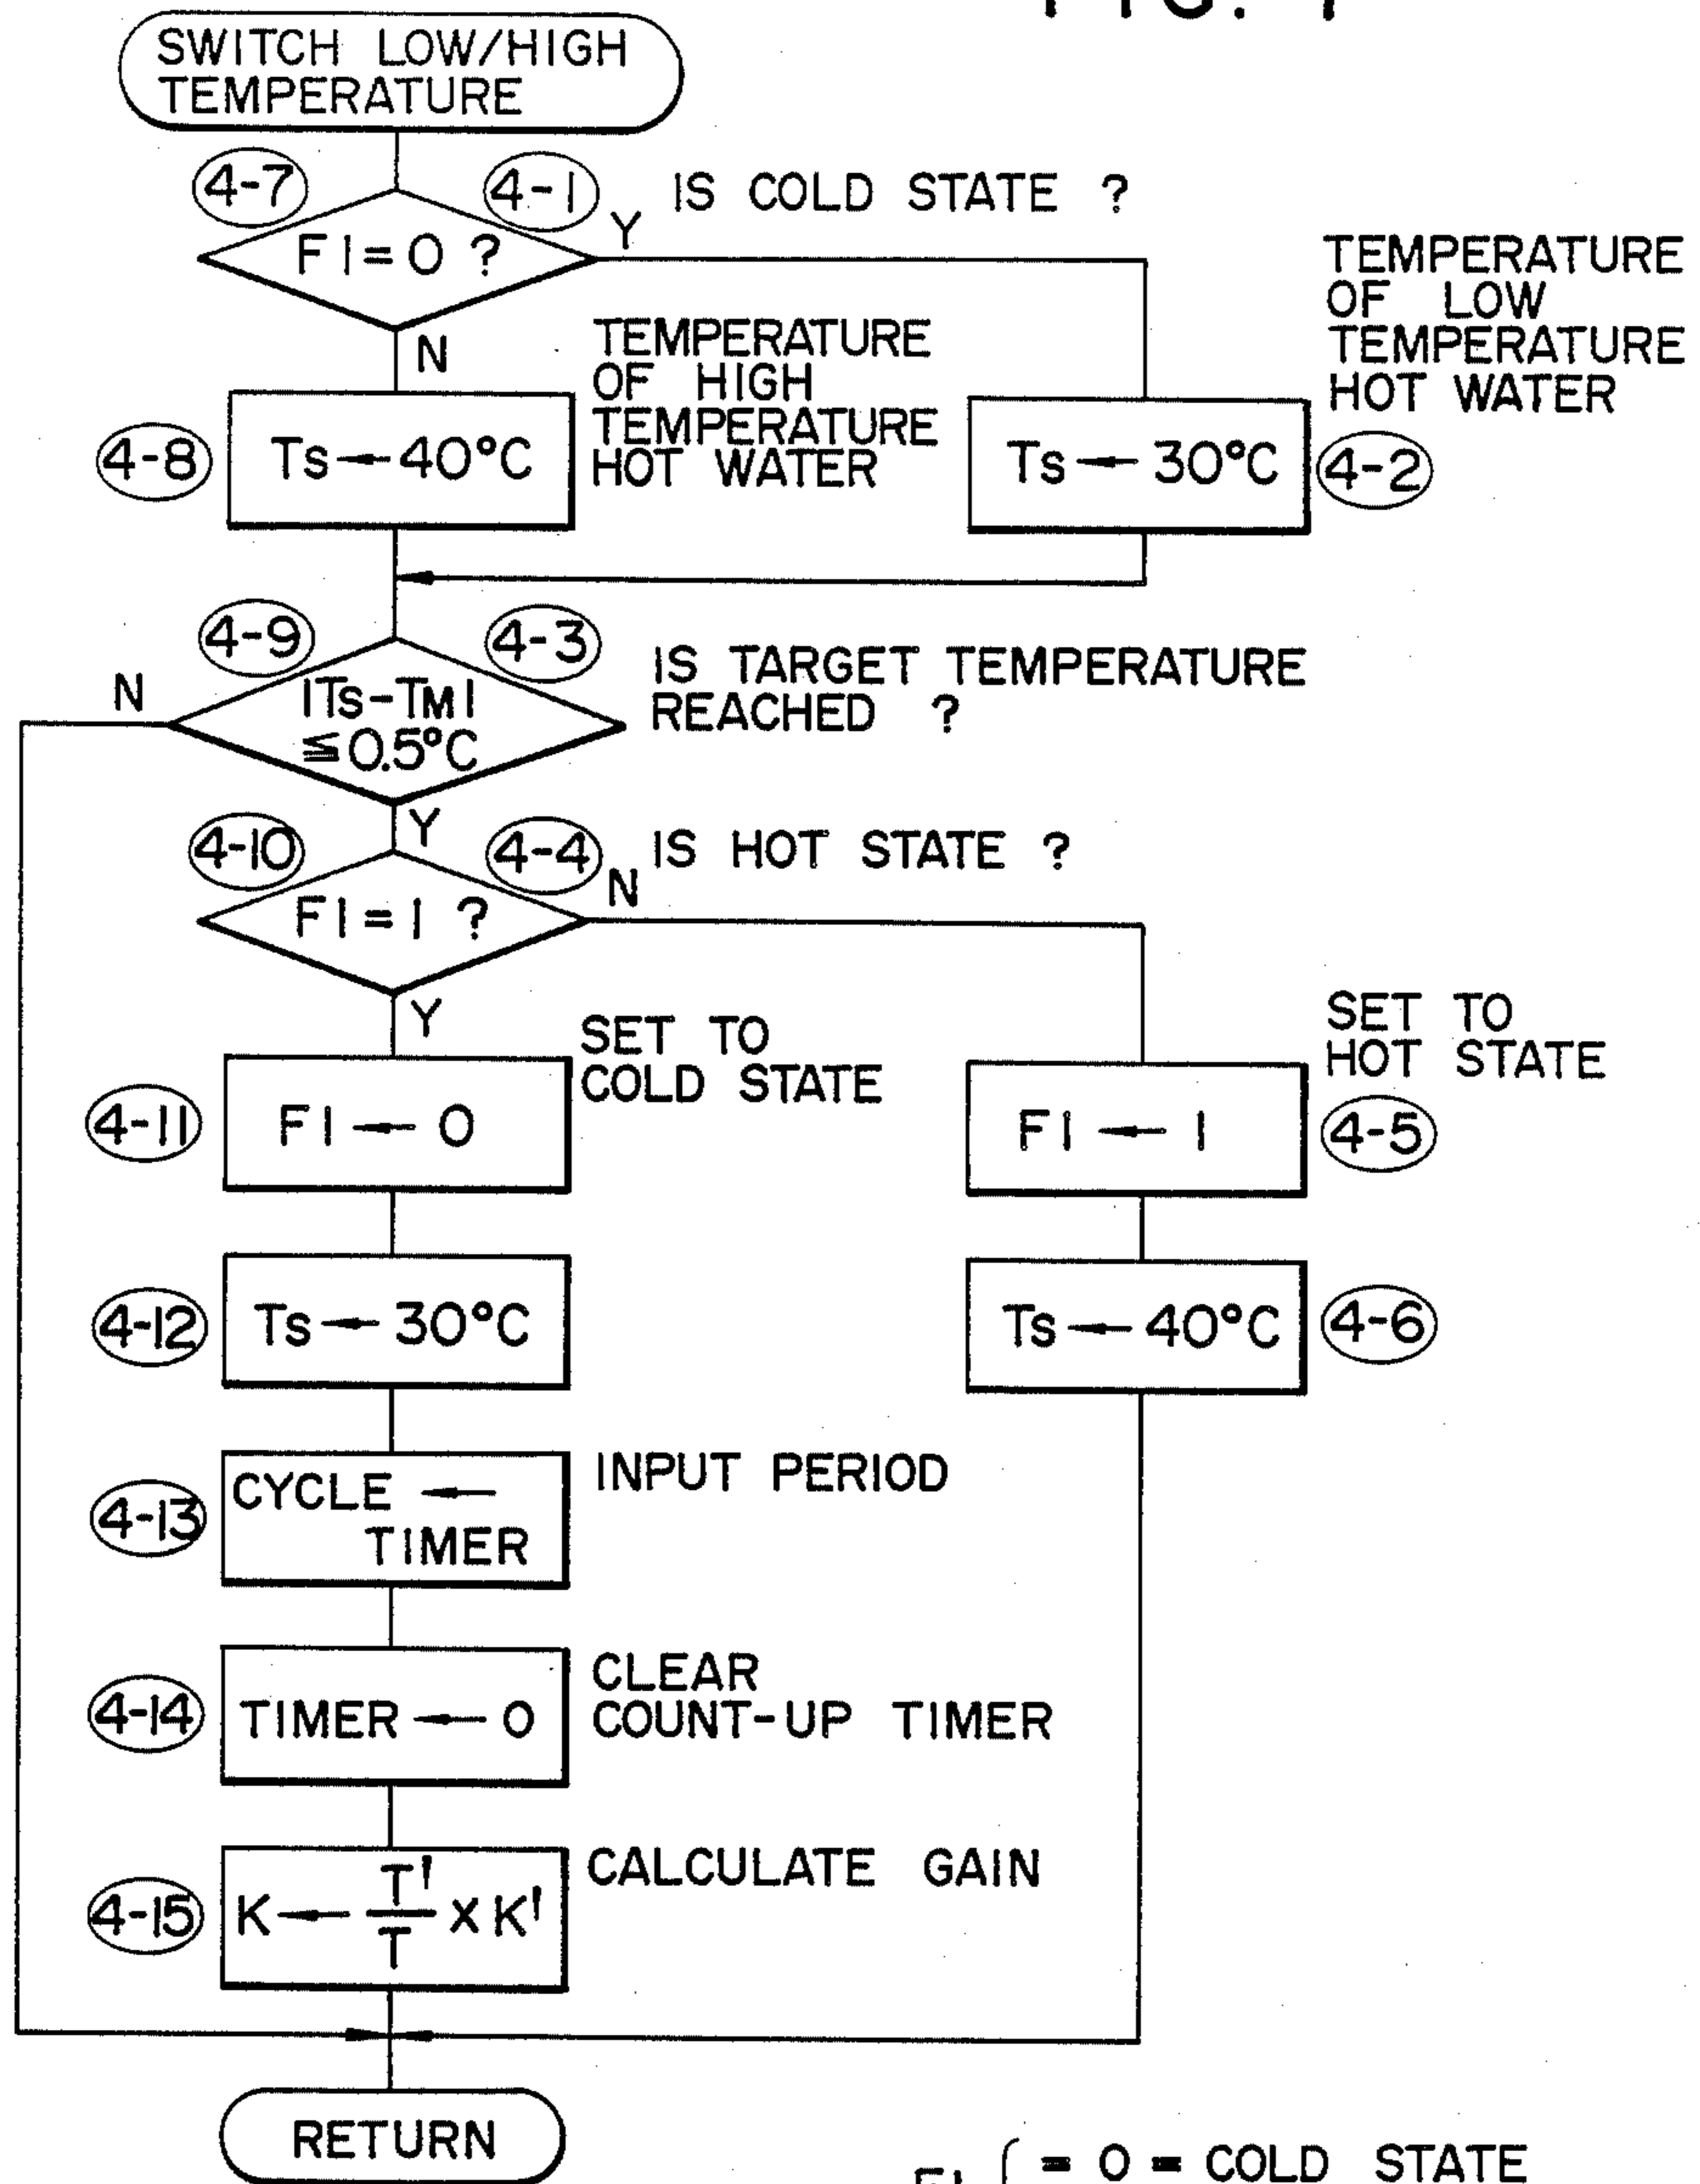 SWITCH LOW/HIGH
TEMPERATURE
4-7
4-1
IS COLD STATE ?
F1=0 ?
Y
N
TEMPERATURE
OF HIGH
TEMPERATURE
HOT WATER
TEMPERATURE
OF LOW
TEMPERATURE
HOT WATER
4-8
Ts←40°C
Ts←30°C
4-2
4-9
4-3
IS TARGET TEMPERATURE
REACHED ?
N
|Ts-TM|
≦0.5°C
Y
4-10
4-4
IS HOT STATE ?
N
F1=1 ?
Y
SET TO
COLD STATE
SET TO
HOT STATE
4-11
F1←0
F1←1
4-5
4-12
Ts←30°C
Ts←40°C
4-6
4-13
CYCLE ←
TIMER
INPUT PERIOD
4-14
TIMER←0
CLEAR
COUNT-UP TIMER
4-15
K← T'/T x K'
CALCULATE GAIN
RETURN
= 0 = COLD STATE